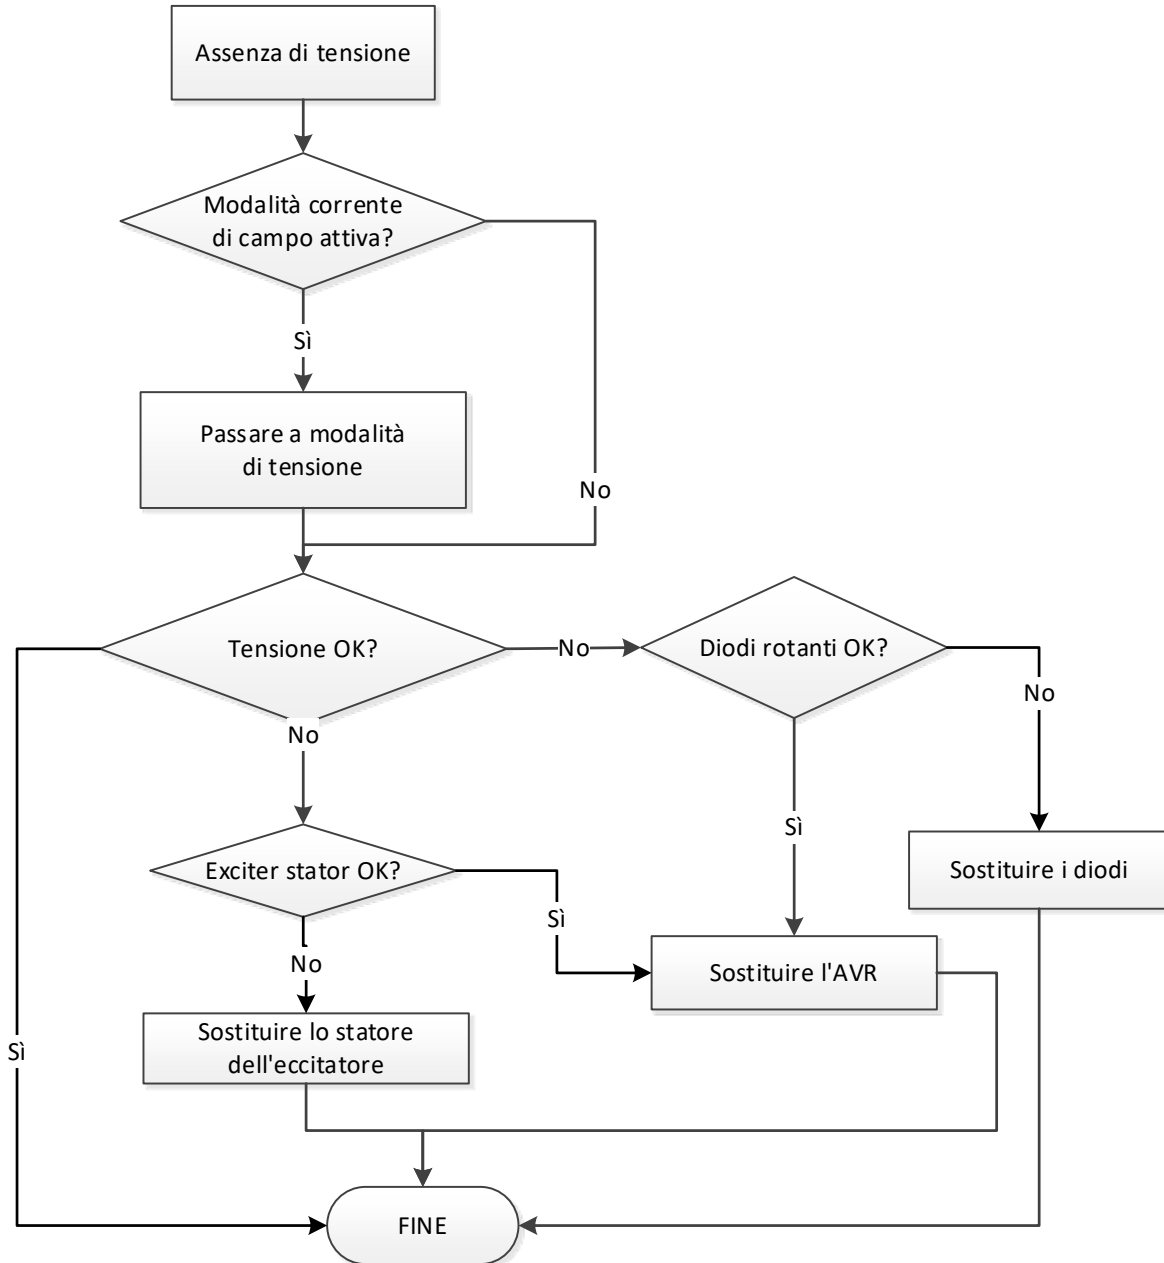 Assenza di tensione
Modalità corrente
di campo attiva?
Sì
Passare a modalità
di tensione
No
Tensione OK?
No
Diodi rotanti OK?
No
No
Sì
Exciter stator OK?
Sì
Sostituire i diodi
No
Sostituire l'AVR
Sostituire lo statore
dell'eccitatore
Sì
FINE